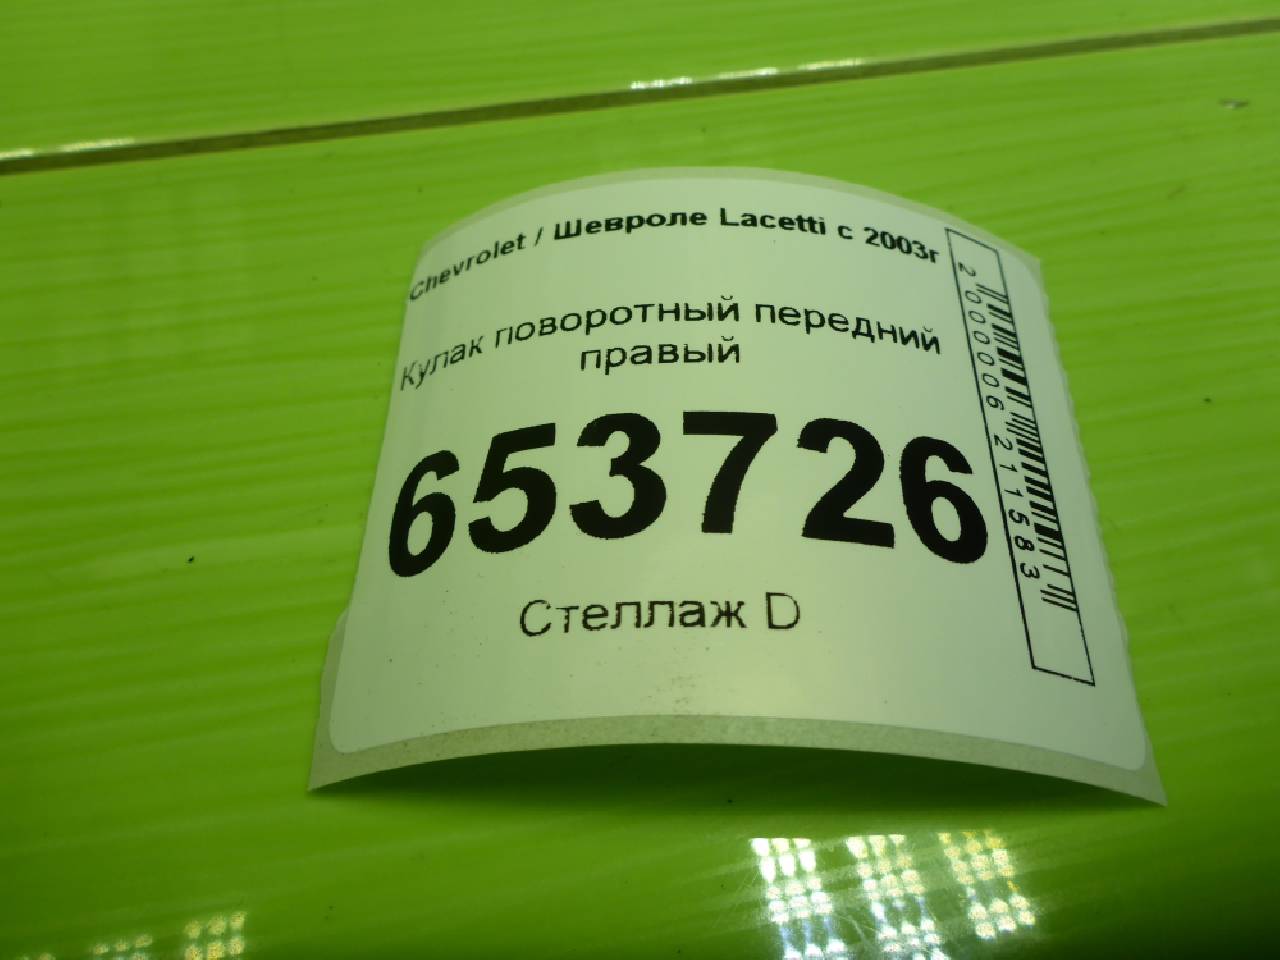 Chevrolet / Шевроле Lacetti с 2003г
Кулак поворотный передний
правый
653726
Стеллаж D
2000006211583